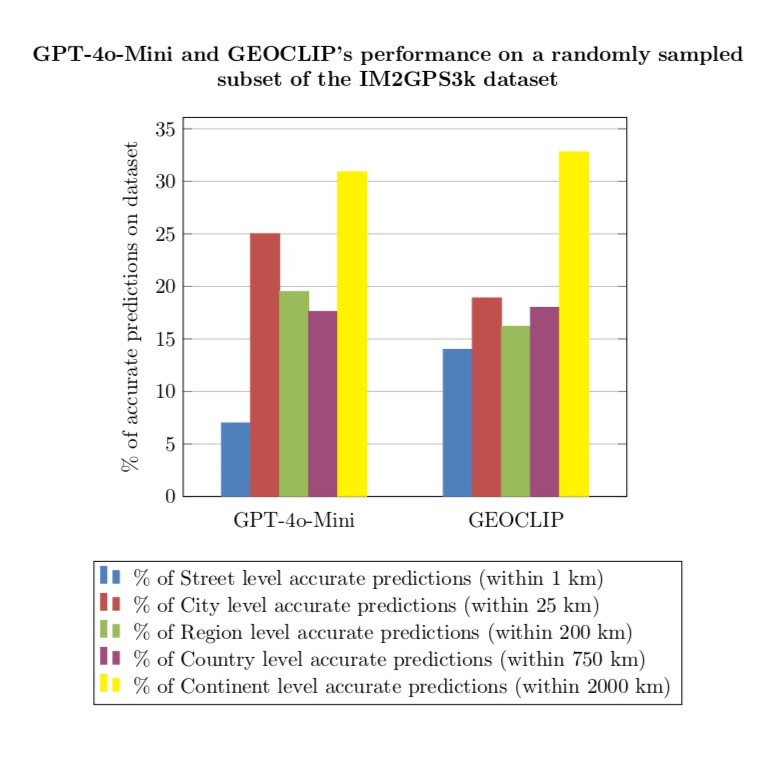 GPT-4o-Mini and GEOCLIP's performance on a randomly sampled
subset of the IM2GPS3k dataset
% of accurate predictions on dataset
35
30
25
20
15
10
5
0
GPT-4o-Mini GEOCLIP
% of Street level accurate predictions (within 1 km)
% of City level accurate predictions (within 25 km)
% of Region level accurate predictions (within 200 km)
% of Country level accurate predictions (within 750 km)
% of Continent level accurate predictions (within 2000 km)